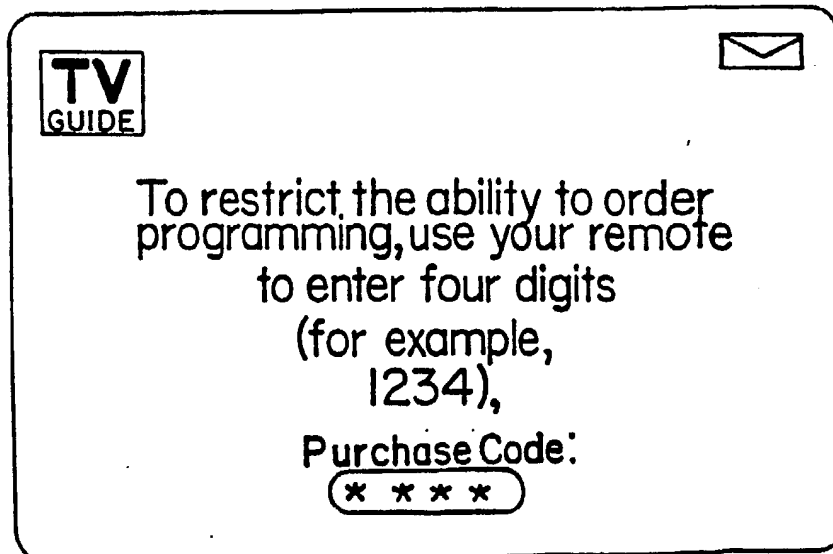 TV
GUIDE
To restrict the ability to order
programming, use your remote
to enter four digits
(for example,
1234),
Purchase Code:
* * * *